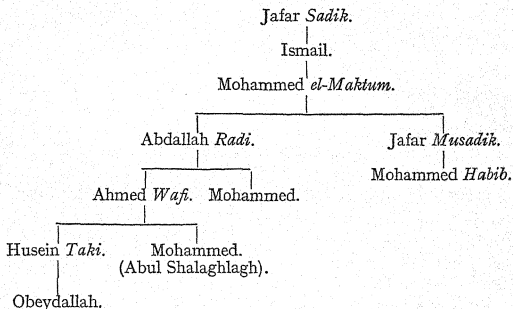 Jafar Sadik.
Ismail.
Mohammed el-Maktum.
Abdallah Radi. Jafar Musadik.
Mohammed Habib.
Ahmed Wafi. Mohammed.
Husein Taki. Mohammed.
(Abul Shalaghlagh).
Obeydallah.